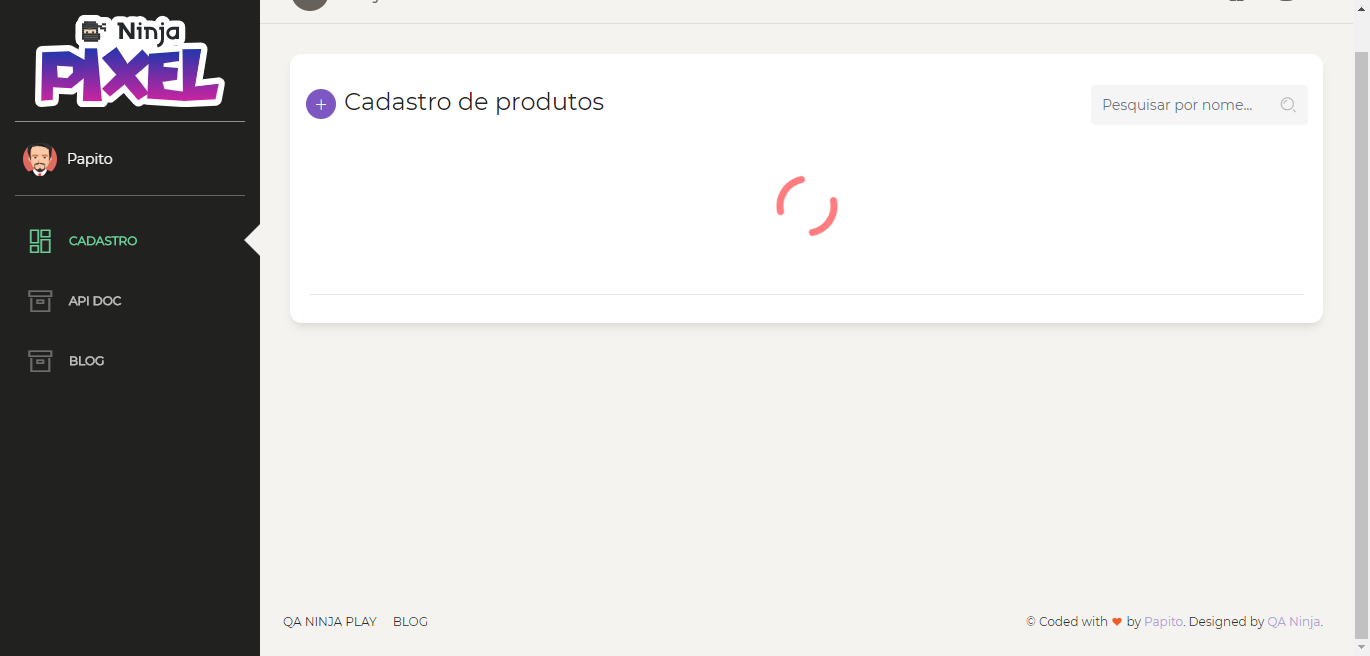 Ninja
PIXEL
Papito
CADASTRO
API DOC
BLOG
+ Cadastro de produtos
Pesquisar por nome...
QA NINJA PLAY BLOG
© Coded with ❤ by Papito. Designed by QA Ninja.